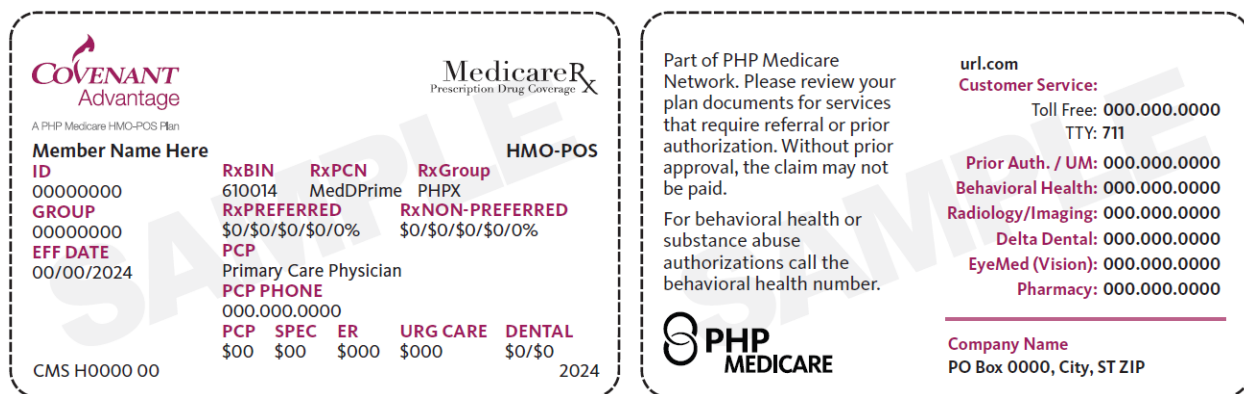 COVENANT
Advantage
A PHP Medicare HMO-POS Plan
MedicareRx
Prescription Drug Coverage
Member Name Here HMO-POS
ID RxBIN RxPCN RxGroup
00000000 610014 MedDPrime PHPX
GROUP RxPREFERRED RxNON-PREFERRED
00000000 $0/$0/$0/$0/0% $0/$0/$0/$0/0%
EFF DATE PCP
00/00/2024 Primary Care Physician
PCP PHONE
000.000.0000
PCP SPEC ER URG CARE DENTAL
$00 $00 $000 $000 $0/$0
CMS H0000 00 2024
SAMPLE
Part of PHP Medicare
Network. Please review your
plan documents for services
that require referral or prior
authorization. Without prior
approval, the claim may not
be paid.
For behavioral health or
substance abuse
authorizations call the
behavioral health number.
PHP
MEDICARE
url.com
Customer Service:
Toll Free: 000.000.0000
TTY: 711
Prior Auth. / UM: 000.000.0000
Behavioral Health: 000.000.0000
Radiology/Imaging: 000.000.0000
Delta Dental: 000.000.0000
EyeMed (Vision): 000.000.0000
Pharmacy: 000.000.0000
Company Name
PO Box 0000, City, ST ZIP
SAMPLE